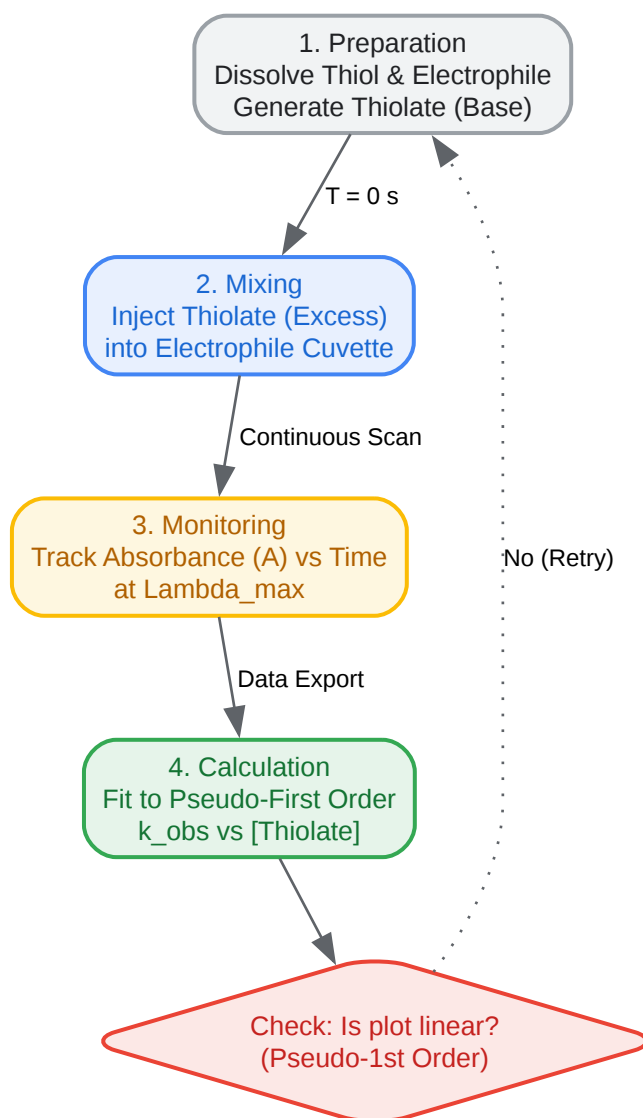 1. Preparation
Dissolve Thiol & Electrophile
Generate Thiolate (Base)
T = 0 s
2. Mixing
Inject Thiolate (Excess)
into Electrophile Cuvette
Continuous Scan
3. Monitoring
Track Absorbance (A) vs Time
at Lambda_max
No (Retry)
Data Export
4. Calculation
Fit to Pseudo-First Order
k_obs vs [Thiolate]
Check: Is plot linear?
(Pseudo-1st Order)